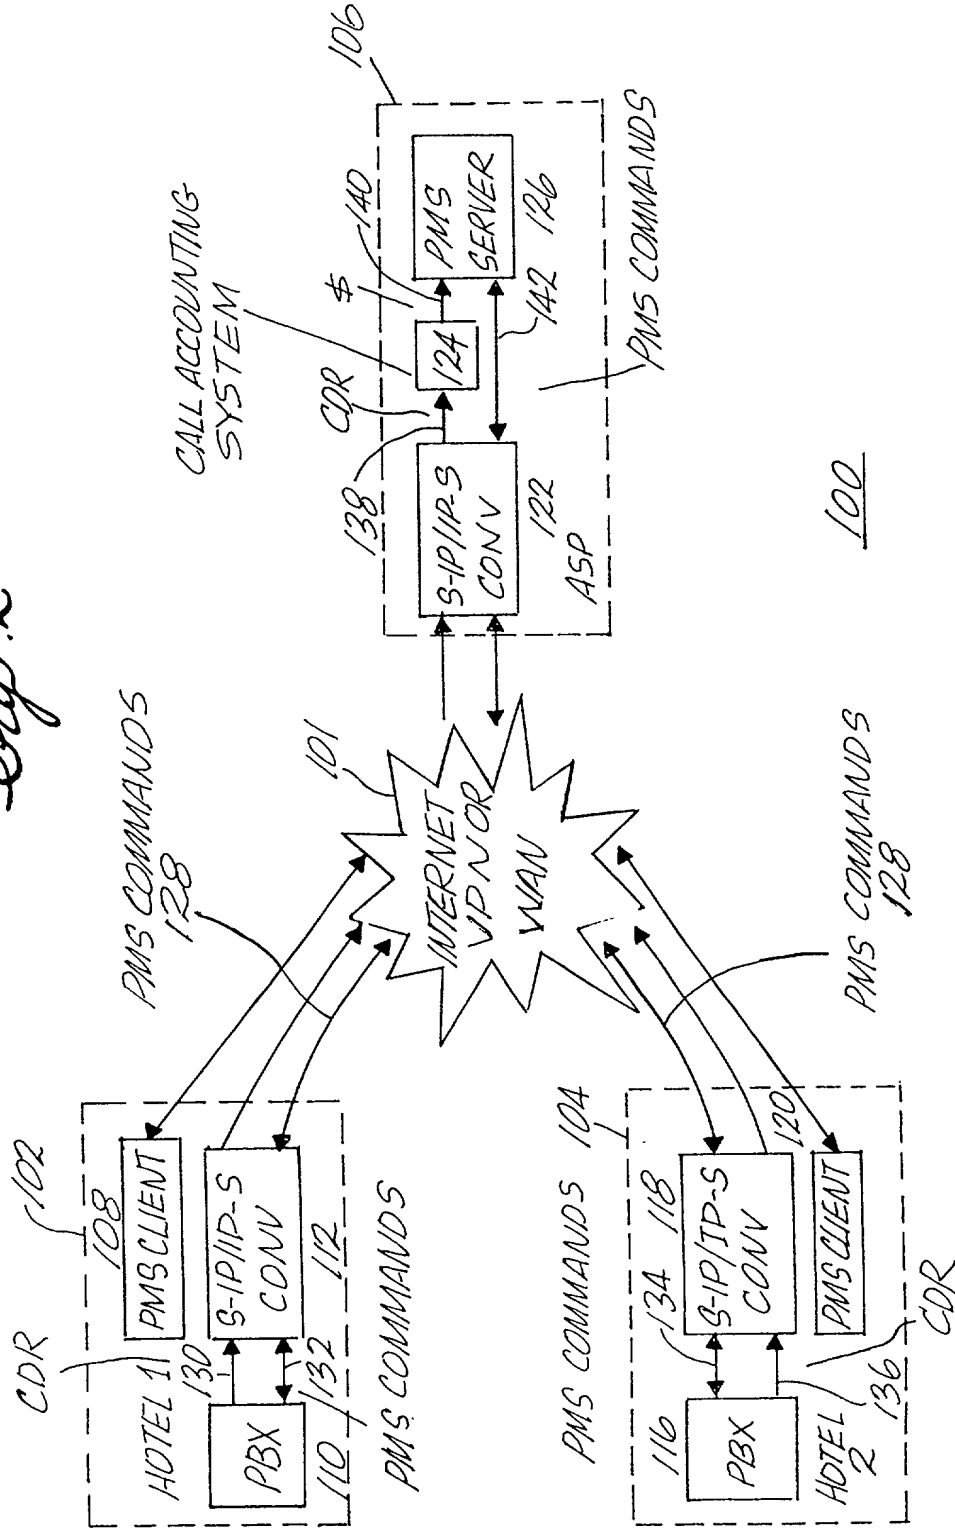 Fig. 2
CDR
102
108
PMS CLIENT
HOTEL 1
130
S-IP/IP-S
CONV
112
PBX
110
132
PMS COMMANDS
PMS COMMANDS
128
101
INTERNET
VPN OR
WAN
PMS COMMANDS
104
116
134
118
S-IP/IP-S
CONV
120
PBX
HOTEL
2
136
PMS CLIENT
CDR
PMS COMMANDS
128
CALL ACCOUNTING
SYSTEM
106
138
CDR
$
140
S-IP/IP-S
CONV
122
ASP
124
PMS
SERVER
126
142
PMS COMMANDS
100